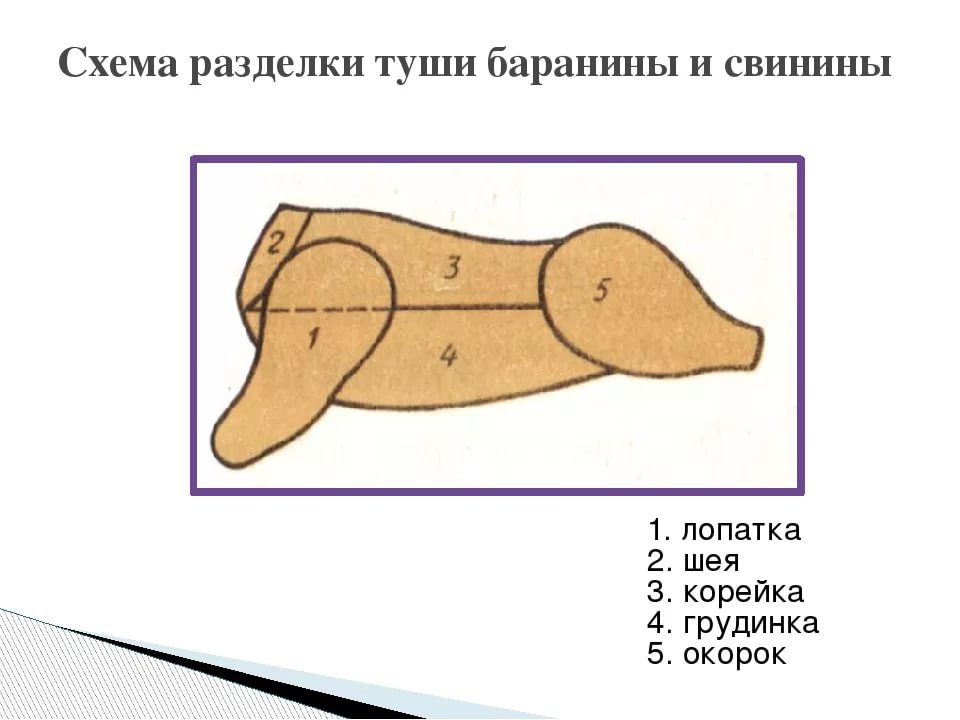 Схема разделки туши баранины и свинины
2
3
5
1
4
1. лопатка
2. шея
3. корейка
4. грудинка
5. окорок